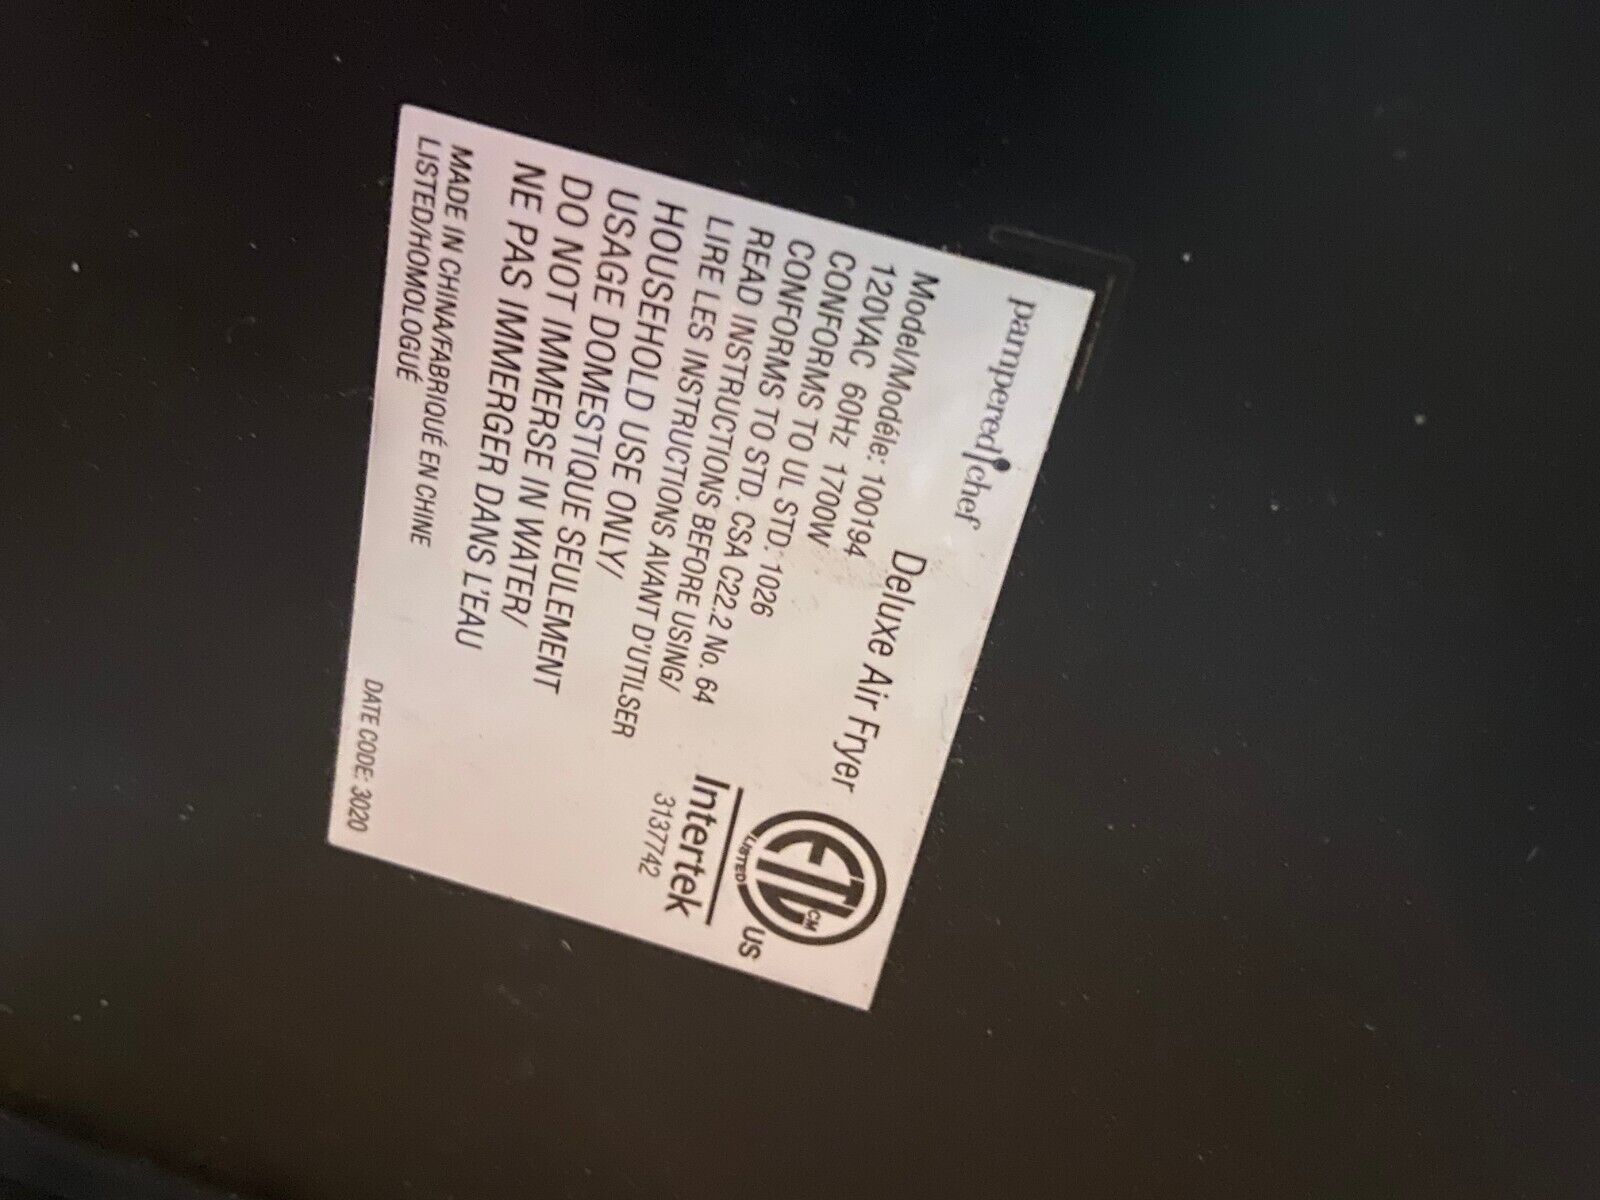 pampered chef
Deluxe Air Fryer
Model/Modéle: 100194
120VAC 60Hz 1700W
CONFORMS TO UL STD. 1026
CONFORMS TO STD. CSA C22.2 No. 64
READ INSTRUCTIONS BEFORE USING/
LIRE LES INSTRUCTIONS AVANT D'UTILSER
HOUSEHOLD USE ONLY/
USAGE DOMESTIQUE SEULEMENT
DO NOT IMMERSE IN WATER/
NE PAS IMMERGER DANS L'EAU
MADE IN CHINA/FABRIQUÉ EN CHINE
LISTED/HOMOLOGUÉ
ETL CM
LISTED
US
Intertek
3137742
DATE CODE: 3020